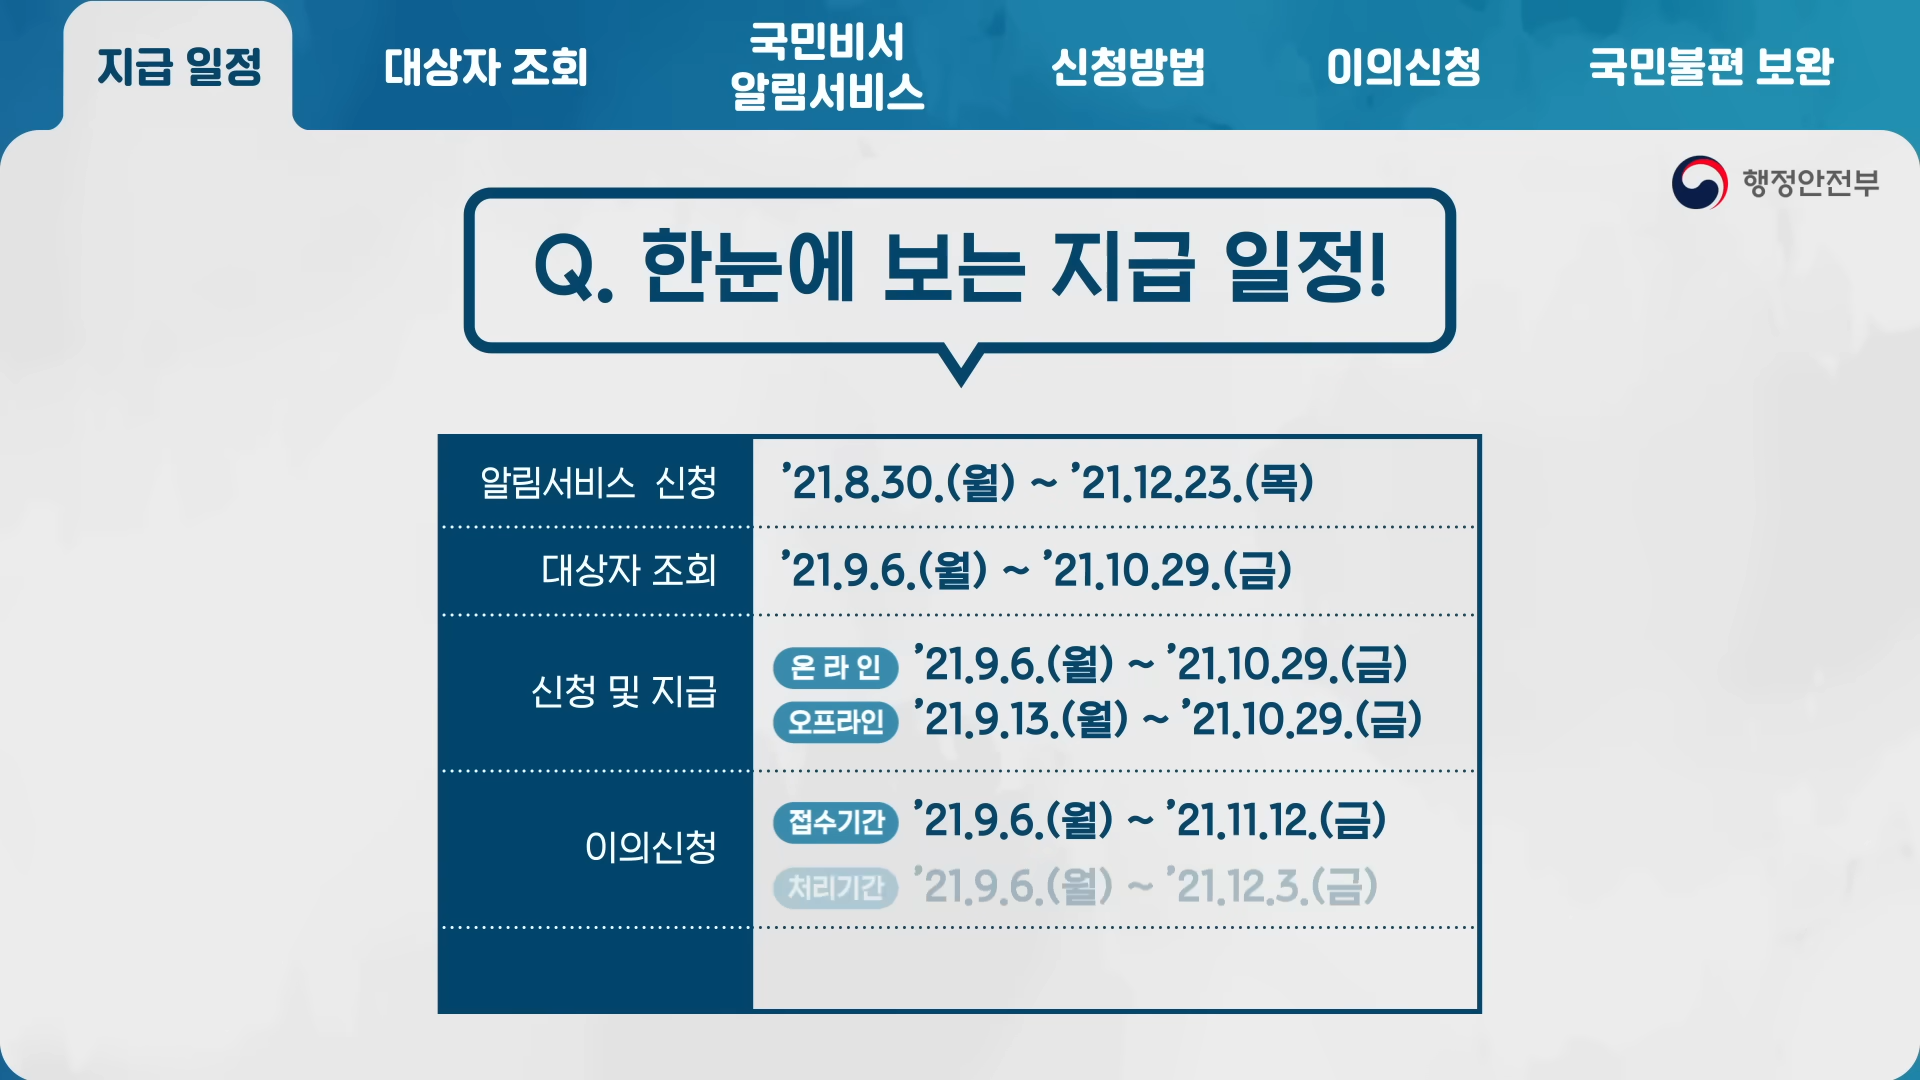 지급 일정
대상자 조회
국민비서
알림서비스
신청방법
이의신청
국민불편 보완
행정안전부
Q. 한눈에 보는 지급 일정!
알림서비스 신청 ’21.8.30.(월) ~ ’21.12.23.(목)
대상자 조회 ’21.9.6.(월) ~ ’21.10.29.(금)
신청 및 지급
온라인 ’21.9.6.(월) ~ ’21.10.29.(금)
오프라인 ’21.9.13.(월) ~ ’21.10.29.(금)
이의신청
접수기간 ’21.9.6.(월) ~ ’21.11.12.(금)
처리기간 ’21.9.6.(월) ~ ’21.12.3.(금)